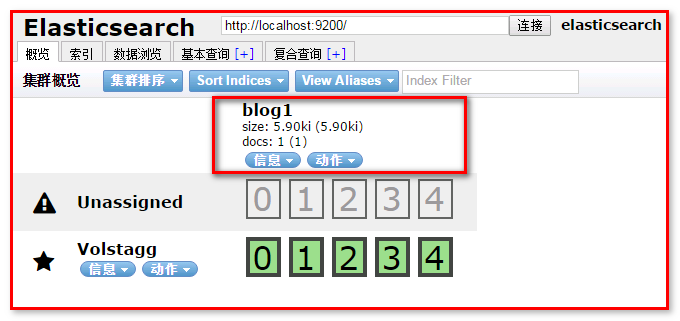 Elasticsearch http://localhost:9200/ 连接 elasticsearch
概览 索引 数据浏览 基本查询 [+] 复合查询 [+]
集群概览 集群排序 Sort Indices View Aliases Index Filter
blog1
size: 5.90ki (5.90ki)
docs: 1 (1)
信息 动作
Unassigned 0 1 2 3 4
Volstagg 0 1 2 3 4
信息 动作